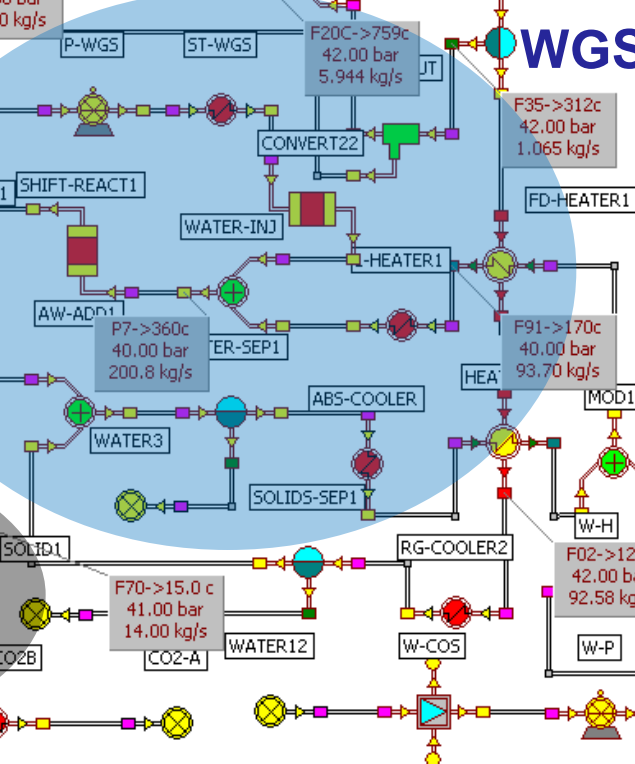 kg/s
P-WGS
ST-WGS
F20C->759c
42.00 bar
5.944 kg/s
WGS
F35->312c
42.00 bar
1.065 kg/s
CONVERT22
SHIFT-REACT1
FD-HEATER1
WATER-INJ
-HEATER1
AW-ADD1
P7->360c
40.00 bar
200.8 kg/s
TER-SEP1
F91->170c
40.00 bar
93.70 kg/s
HEA
MOD1
ABS-COOLER
WATER3
SOLIDS-SEP1
W-H
SOLID1
RG-COOLER2
F02->12
42.00 ba
92.58 kg
F70->15.0 c
41.00 bar
14.00 kg/s
WATER12
W-COS
W-P
CO2B
CO2-A